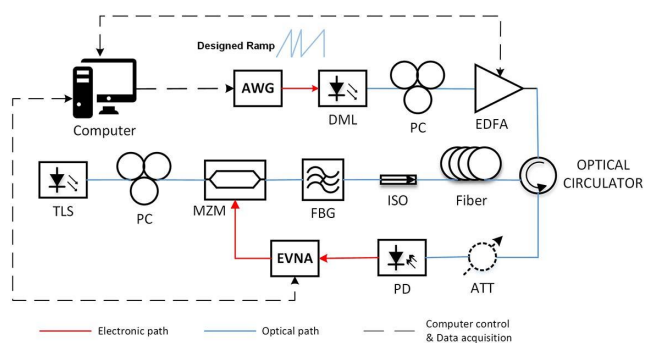 Designed Ramp
Computer
AWG
DML
PC
EDFA
OPTICAL
CIRCULATOR
TLS
PC
MZM
FBG
ISO
Fiber
EVNA
PD
ATT
Electronic path
Optical path
Computer control
& Data acquisition